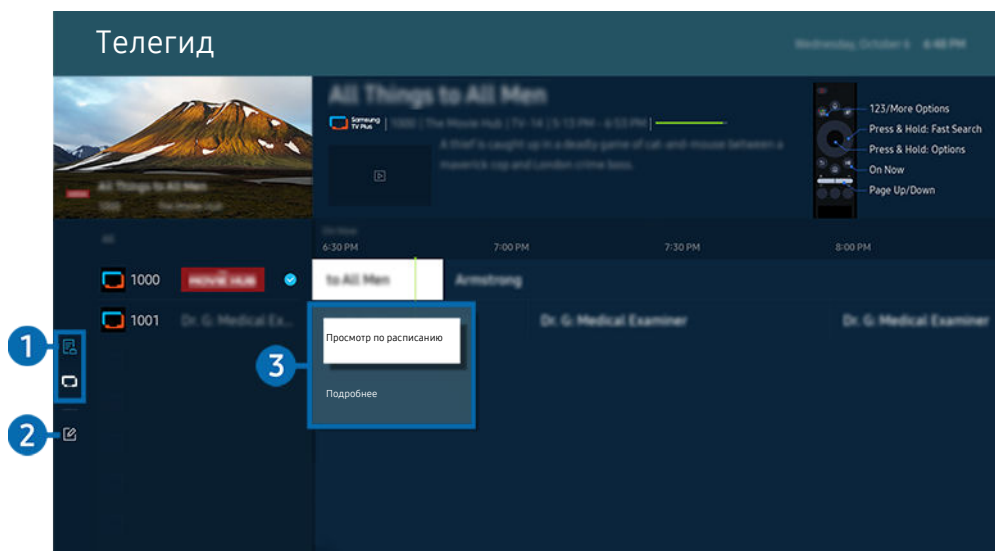 Телегид
Wednesday, October 6 6:48 PM
All Things to All Men
Samsung TV Plus | 1000 | The Movie Hub | TV-14 | 5:13 PM - 6:53 PM |
A thief is caught up in a deadly game of cat-and-mouse between a
maverick cop and London crime boss.
123/More Options
Press & Hold: Fast Search
Press & Hold: Options
On Now
Page Up/Down
All Things to All Men
1000 The Movie Hub
All
On Now
6:30 PM 7:00 PM 7:30 PM 8:00 PM
1000 MOVIE HUB to All Men Armstrong
1001 Dr. G: Medical Ex... Dr. G: Medical Examiner Dr. G: Medical Examiner
1
2
3
Просмотр по расписанию
Подробнее